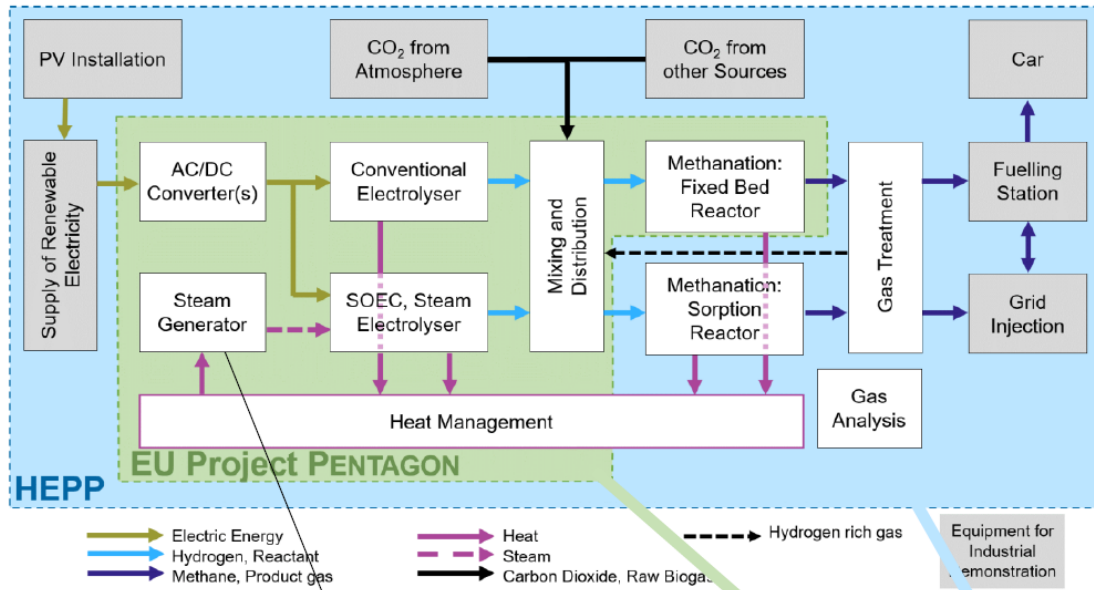 PV Installation
CO₂ from
Atmosphere
CO₂ from
other Sources
Car
Supply of Renewable
Electricity
AC/DC
Converter(s)
Conventional
Electrolyser
Mixing and
Distribution
Methanation:
Fixed Bed
Reactor
Gas Treatment
Fuelling
Station
Steam
Generator
SOEC, Steam
Electrolyser
Methanation:
Sorption
Reactor
Grid
Injection
Heat Management
Gas
Analysis
EU Project PENTAGON
HEPP
Electric Energy
Heat
Hydrogen rich gas
Hydrogen, Reactant
Steam
Methane, Product gas
Carbon Dioxide, Raw Biogas
Equipment for
Industrial
Demonstration